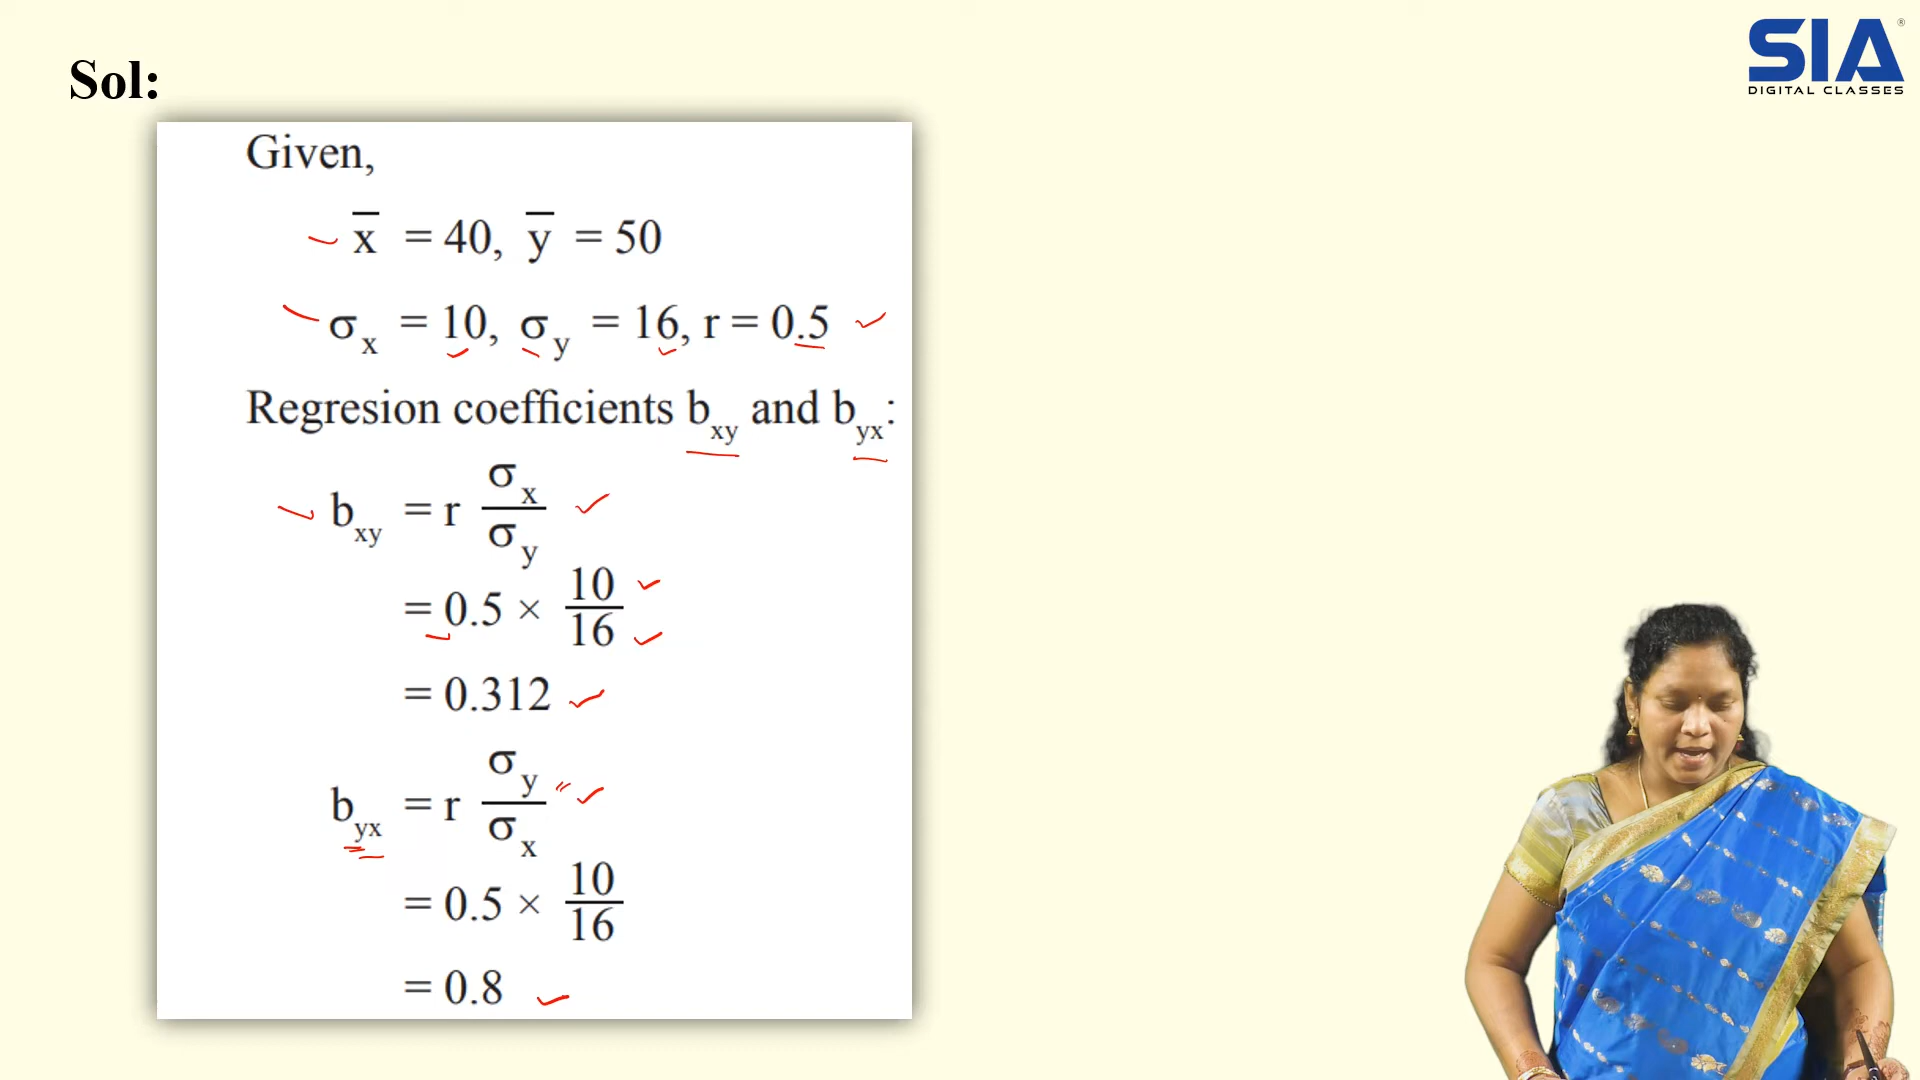 SIA®
DIGITAL CLASSES
Sol:
Given,
x̅ = 40, y̅ = 50
σx = 10, σy = 16, r = 0.5
Regresion coefficients bxy and byx:
bxy = r σx/σy
= 0.5 × 10/16
= 0.312
byx = r σy/σx
= 0.5 × 10/16
= 0.8